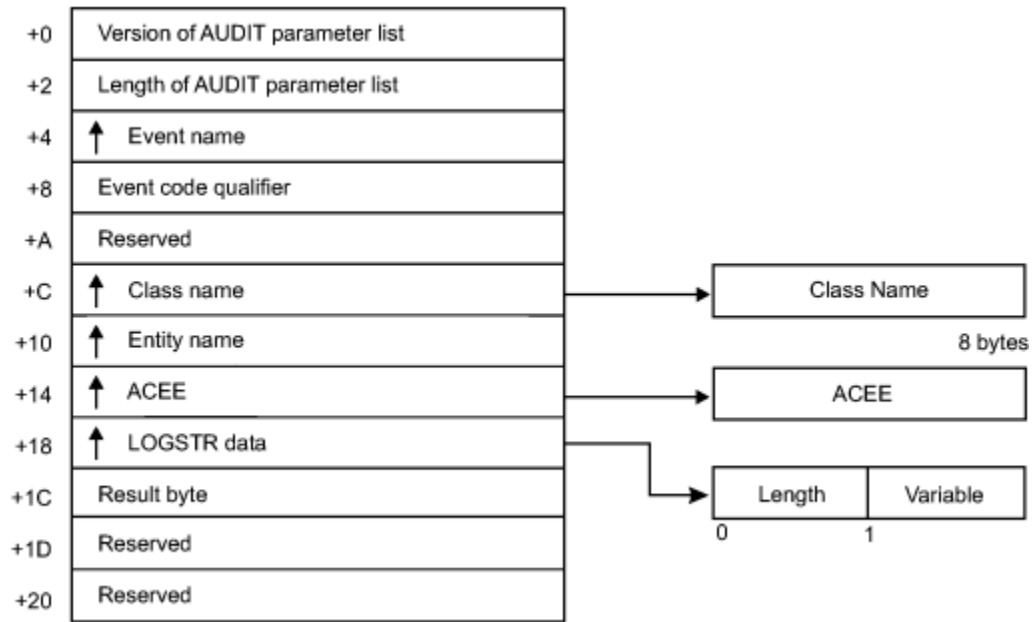 +0 Version of AUDIT parameter list
+2 Length of AUDIT parameter list
+4 Event name
+8 Event code qualifier
+A Reserved
+C Class name Class Name
+10 Entity name 8 bytes
+14 ACEE ACEE
+18 LOGSTR data
+1C Result byte Length Variable
0 1
+1D Reserved
+20 Reserved